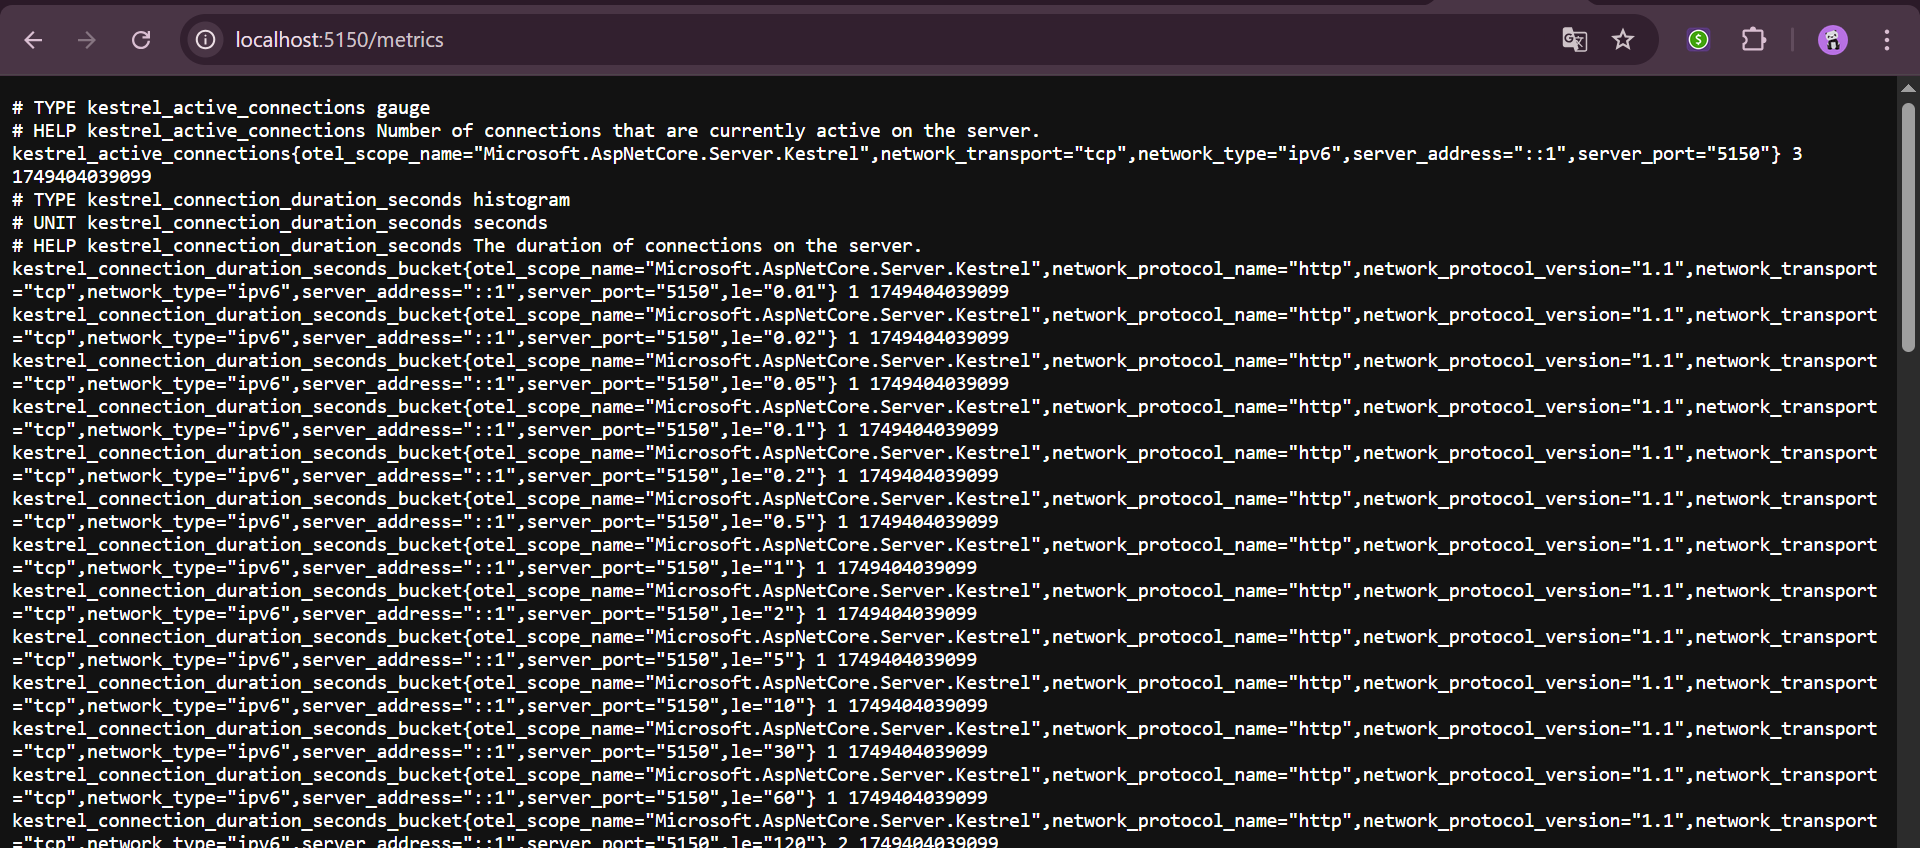 localhost:5150/metrics
# TYPE kestrel_active_connections gauge
# HELP kestrel_active_connections Number of connections that are currently active on the server.
kestrel_active_connections{otel_scope_name="Microsoft.AspNetCore.Server.Kestrel",network_transport="tcp",network_type="ipv6",server_address="::1",server_port="5150"} 3
1749404039099
# TYPE kestrel_connection_duration_seconds histogram
# UNIT kestrel_connection_duration_seconds seconds
# HELP kestrel_connection_duration_seconds The duration of connections on the server.
kestrel_connection_duration_seconds_bucket{otel_scope_name="Microsoft.AspNetCore.Server.Kestrel",network_protocol_name="http",network_protocol_version="1.1",network_transport
="tcp",network_type="ipv6",server_address="::1",server_port="5150",le="0.01"} 1 1749404039099
kestrel_connection_duration_seconds_bucket{otel_scope_name="Microsoft.AspNetCore.Server.Kestrel",network_protocol_name="http",network_protocol_version="1.1",network_transport
="tcp",network_type="ipv6",server_address="::1",server_port="5150",le="0.02"} 1 1749404039099
kestrel_connection_duration_seconds_bucket{otel_scope_name="Microsoft.AspNetCore.Server.Kestrel",network_protocol_name="http",network_protocol_version="1.1",network_transport
="tcp",network_type="ipv6",server_address="::1",server_port="5150",le="0.05"} 1 1749404039099
kestrel_connection_duration_seconds_bucket{otel_scope_name="Microsoft.AspNetCore.Server.Kestrel",network_protocol_name="http",network_protocol_version="1.1",network_transport
="tcp",network_type="ipv6",server_address="::1",server_port="5150",le="0.1"} 1 1749404039099
kestrel_connection_duration_seconds_bucket{otel_scope_name="Microsoft.AspNetCore.Server.Kestrel",network_protocol_name="http",network_protocol_version="1.1",network_transport
="tcp",network_type="ipv6",server_address="::1",server_port="5150",le="0.2"} 1 1749404039099
kestrel_connection_duration_seconds_bucket{otel_scope_name="Microsoft.AspNetCore.Server.Kestrel",network_protocol_name="http",network_protocol_version="1.1",network_transport
="tcp",network_type="ipv6",server_address="::1",server_port="5150",le="0.5"} 1 1749404039099
kestrel_connection_duration_seconds_bucket{otel_scope_name="Microsoft.AspNetCore.Server.Kestrel",network_protocol_name="http",network_protocol_version="1.1",network_transport
="tcp",network_type="ipv6",server_address="::1",server_port="5150",le="1"} 1 1749404039099
kestrel_connection_duration_seconds_bucket{otel_scope_name="Microsoft.AspNetCore.Server.Kestrel",network_protocol_name="http",network_protocol_version="1.1",network_transport
="tcp",network_type="ipv6",server_address="::1",server_port="5150",le="2"} 1 1749404039099
kestrel_connection_duration_seconds_bucket{otel_scope_name="Microsoft.AspNetCore.Server.Kestrel",network_protocol_name="http",network_protocol_version="1.1",network_transport
="tcp",network_type="ipv6",server_address="::1",server_port="5150",le="5"} 1 1749404039099
kestrel_connection_duration_seconds_bucket{otel_scope_name="Microsoft.AspNetCore.Server.Kestrel",network_protocol_name="http",network_protocol_version="1.1",network_transport
="tcp",network_type="ipv6",server_address="::1",server_port="5150",le="10"} 1 1749404039099
kestrel_connection_duration_seconds_bucket{otel_scope_name="Microsoft.AspNetCore.Server.Kestrel",network_protocol_name="http",network_protocol_version="1.1",network_transport
="tcp",network_type="ipv6",server_address="::1",server_port="5150",le="30"} 1 1749404039099
kestrel_connection_duration_seconds_bucket{otel_scope_name="Microsoft.AspNetCore.Server.Kestrel",network_protocol_name="http",network_protocol_version="1.1",network_transport
="tcp",network_type="ipv6",server_address="::1",server_port="5150",le="60"} 1 1749404039099
kestrel_connection_duration_seconds_bucket{otel_scope_name="Microsoft.AspNetCore.Server.Kestrel",network_protocol_name="http",network_protocol_version="1.1",network_transport
="tcp",network_type="ipv6",server_address="::1",server_port="5150",le="120"} 2 1749404039099